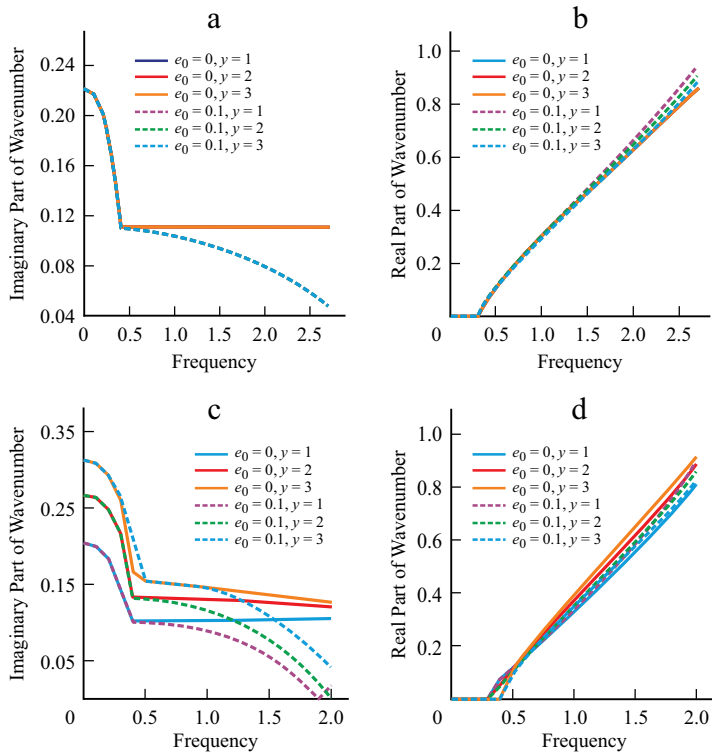 a
Imaginary Part of Wavenumber
0.22
0.16
0.11
0.08
0.04
0
0.5
1.0
1.5
2.0
2.5
Frequency
e0 = 0, y = 1
e0 = 0, y = 2
e0 = 0, y = 3
e0 = 0.1, y = 1
e0 = 0.1, y = 2
e0 = 0.1, y = 3
b
Real Part of Wavenumber
1.0
0.8
0.6
0.4
0.2
0
0.5
1.0
1.5
2.0
2.5
Frequency
e0 = 0, y = 1
e0 = 0, y = 2
e0 = 0, y = 3
e0 = 0.1, y = 1
e0 = 0.1, y = 2
e0 = 0.1, y = 3
c
Imaginary Part of Wavenumber
0.35
0.25
0.15
0.05
0
0.5
1.0
1.5
2.0
Frequency
e0 = 0, y = 1
e0 = 0, y = 2
e0 = 0, y = 3
e0 = 0.1, y = 1
e0 = 0.1, y = 2
e0 = 0.1, y = 3
d
Real Part of Wavenumber
1.0
0.8
0.6
0.4
0.2
0
0.5
1.0
1.5
2.0
Frequency
e0 = 0, y = 1
e0 = 0, y = 2
e0 = 0, y = 3
e0 = 0.1, y = 1
e0 = 0.1, y = 2
e0 = 0.1, y = 3